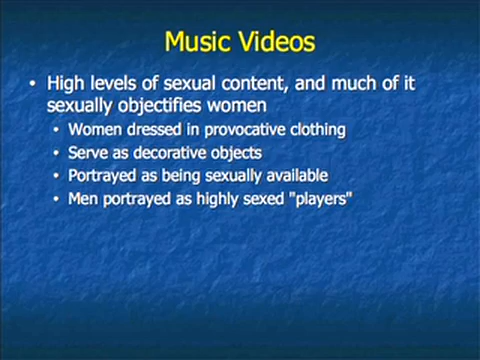 Music Videos
• High levels of sexual content, and much of it
sexually objectifies women
• Women dressed in provocative clothing
• Serve as decorative objects
• Portrayed as being sexually available
• Men portrayed as highly sexed "players"